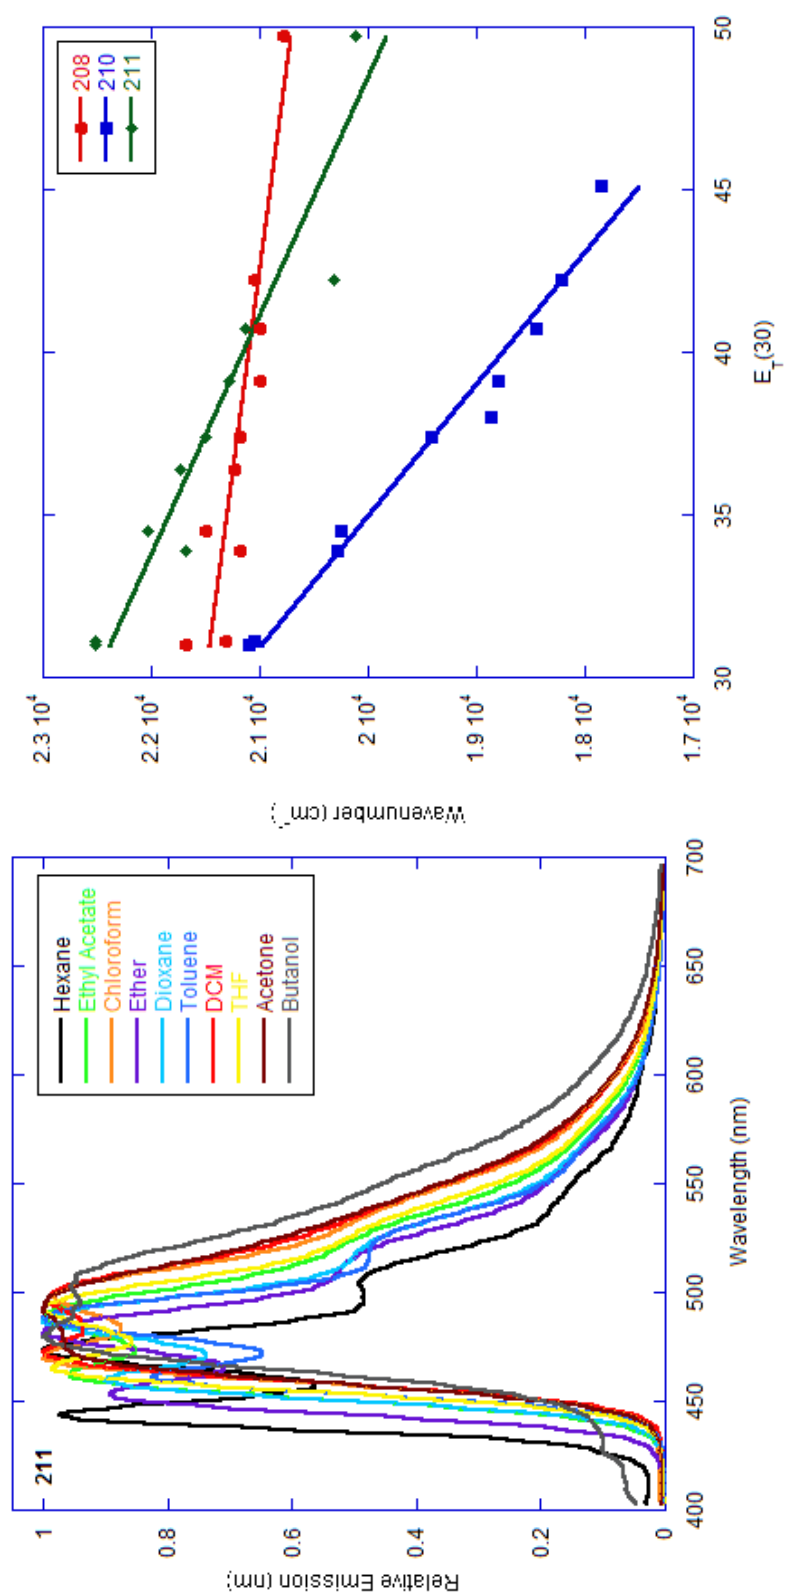 211
Hexane
Ethyl Acetate
Chloroform
Ether
Dioxane
Toluene
DCM
THF
Acetone
Butanol
Relative Emission (nm)
1
0.8
0.6
0.4
0.2
0
400
450
500
550
600
650
700
Wavelength (nm)
208
210
211
Wavenumber (cm⁻¹)
2.3 10⁴
2.2 10⁴
2.1 10⁴
2 10⁴
1.9 10⁴
1.8 10⁴
1.7 10⁴
30
35
40
45
50
E_T(30)